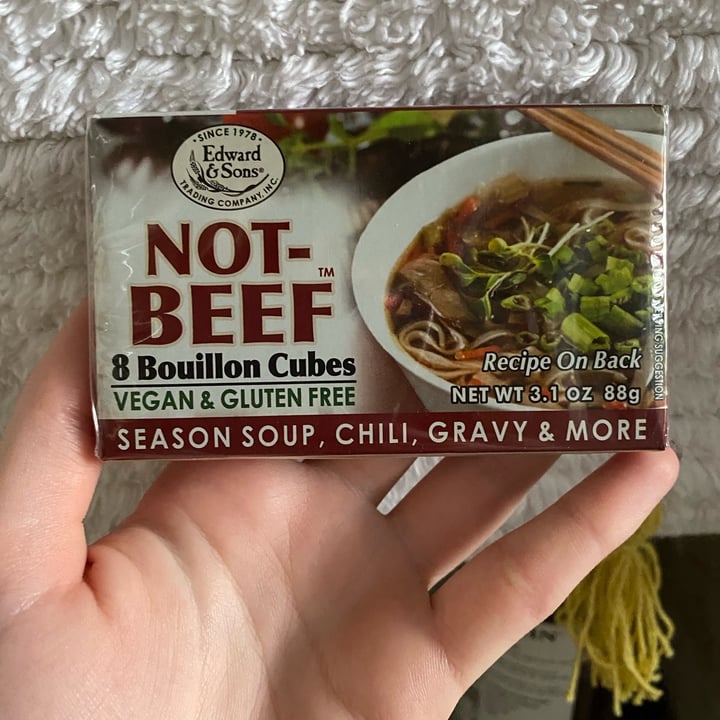 • SINCE 1978 •
Edward
& Sons®
TRADING COMPANY, INC.
NOT-
BEEF™
8 Bouillon Cubes
VEGAN & GLUTEN FREE
Recipe On Back
NET WT 3.1 OZ 88g
SERVING SUGGESTION
SEASON SOUP, CHILI, GRAVY & MORE